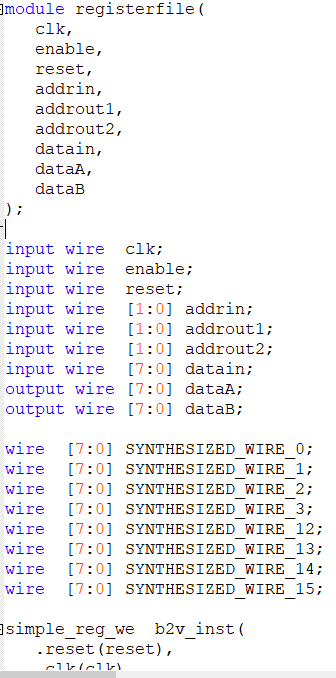 module registerfile(
clk,
enable,
reset,
addrin,
addrout1,
addrout2,
datain,
dataA,
dataB
);
input wire  clk;
input wire  enable;
input wire  reset;
input wire  [1:0] addrin;
input wire  [1:0] addrout1;
input wire  [1:0] addrout2;
input wire  [7:0] datain;
output wire [7:0] dataA;
output wire [7:0] dataB;
wire  [7:0] SYNTHESIZED_WIRE_0;
wire  [7:0] SYNTHESIZED_WIRE_1;
wire  [7:0] SYNTHESIZED_WIRE_2;
wire  [7:0] SYNTHESIZED_WIRE_3;
wire  [7:0] SYNTHESIZED_WIRE_12;
wire  [7:0] SYNTHESIZED_WIRE_13;
wire  [7:0] SYNTHESIZED_WIRE_14;
wire  [7:0] SYNTHESIZED_WIRE_15;
simple_reg_we  b2v_inst(
.reset(reset),
.clk(clk)